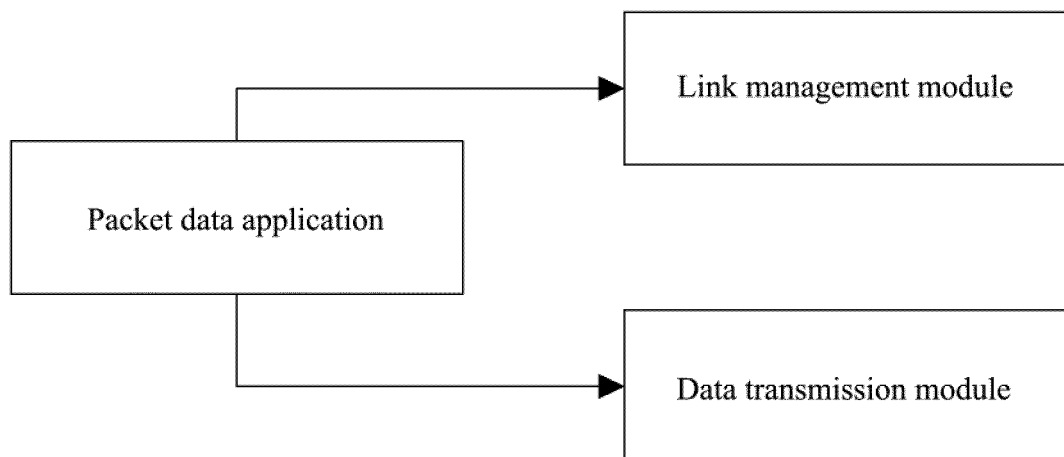 Link management module
Packet data application
Data transmission module